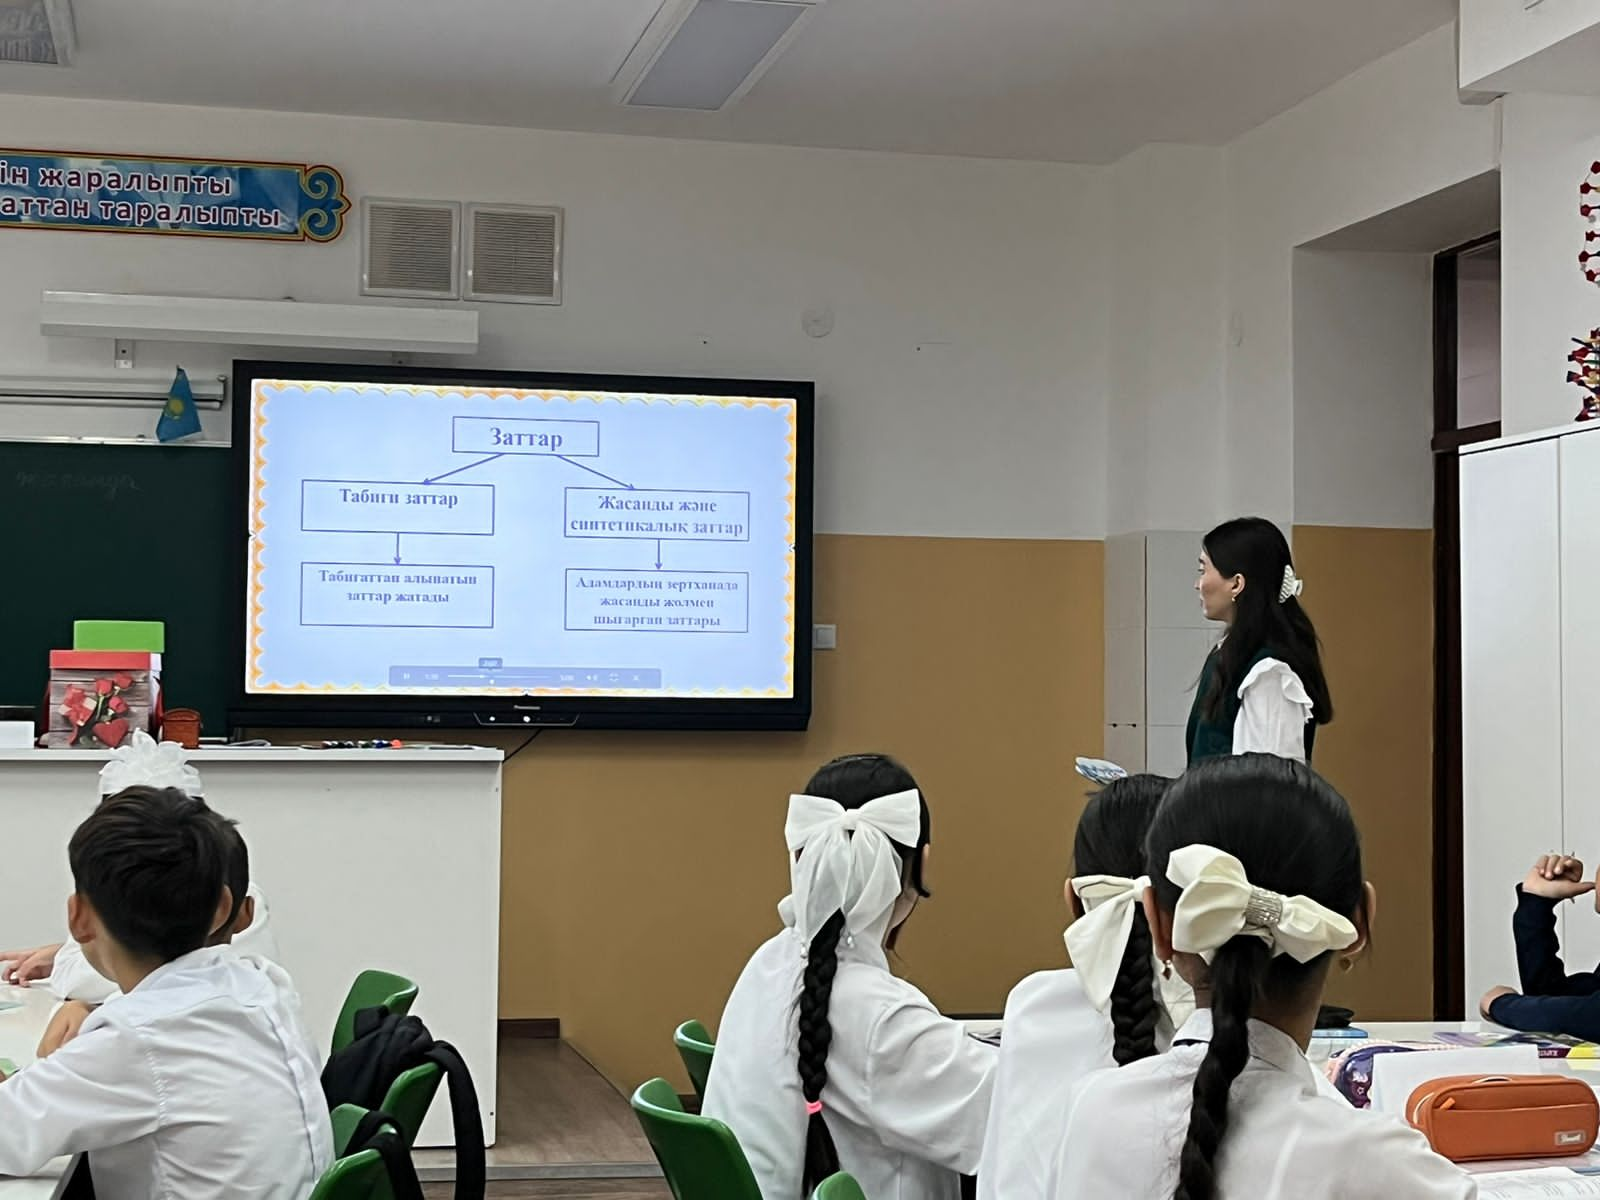 ін жаралыпты
аттан таралыпты
Заттар
Табиғи заттар
Жасанды және
синтетикалық заттар
Табиғаттан алынатын
заттар жатады
Адамдардың зертханада
жасанды жолмен
шығарған заттары
Panasonic